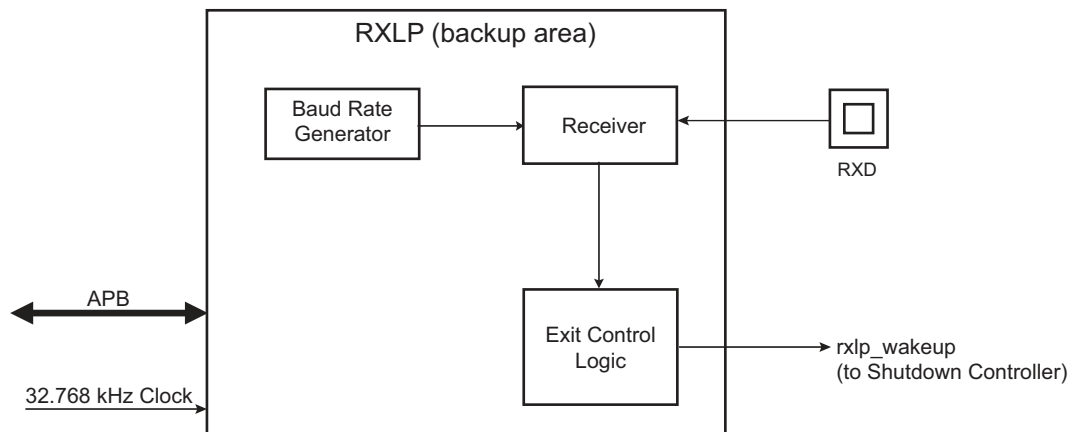 RXLP (backup area)
Baud Rate
Generator
Receiver
RXD
APB
Exit Control
Logic
rxlp_wakeup
(to Shutdown Controller)
32.768 kHz Clock